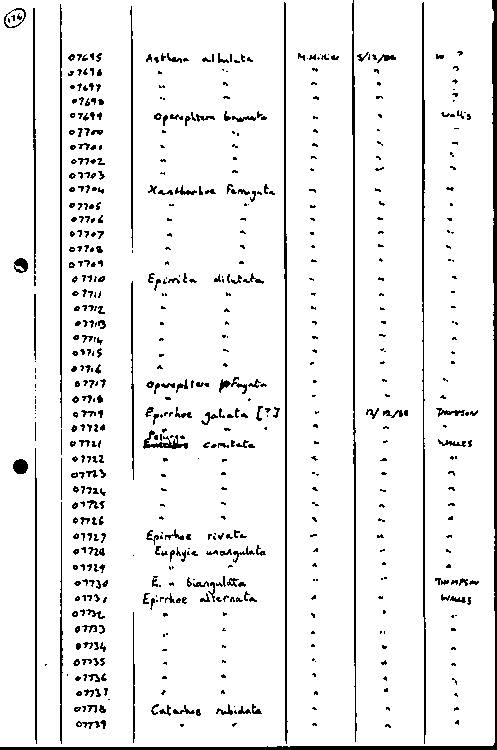 176
07695 Asthena albulata M.Hillier 5/12/86 W ?
07696 " " " " "
07697 " " " " "
07698 " " " " "
07699 Operophtera brumata " " Wallis
07700 " " " " "
07701 " " " " "
07702 " " " " "
07703 " " " " "
07704 Xanthorhoe Ferrugata " " "
07705 " " " " "
07706 " " " " "
07707 " " " " "
07708 " " " " "
07709 " " " " "
07710 Epirrita dilutata " " "
07711 " " " " "
07712 " " " " "
07713 " " " " "
07714 " " " " "
07715 " " " " "
07716 " " " " "
07717 Operophtera Fagata " " "
07718 " " " " "
07719 Epirrhoe galiata [?] " 12/12/86
07720 " " " " "
07721 Pelurga comitata " " WALLIS
07722 " " " " "
07723 " " " " "
07724 " " " " "
07725 " " " " "
07726 " " " " "
07727 Epirrhoe rivata " " "
07728 Euphyia unangulata " " "
07729 " " " " "
07730 E. " biangulata " " THOMPSON
07731 Epirrhoe alternata " " WALLIS
07732 " " " " "
07733 " " " " "
07734 " " " " "
07735 " " " " "
07736 " " " " "
07737 " " " " "
07738 Catarhoe rubidata " " "
07739 " " " " "